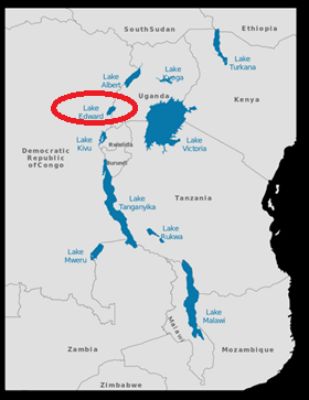 SouthSudan
Ethiopia
Lake
Turkana
Lake
Albert
Lake
Kyoga
Uganda
Kenya
Lake
Edward
Lake
Kivu
Rwanda
Lake
Victoria
Democratic
Republic
ofCongo
Burundi
Tanzania
Lake
Tanganyika
Lake
Rukwa
Lake
Mweru
Lake
Malawi
Malawi
Zambia
Mozambique
Zimbabwe